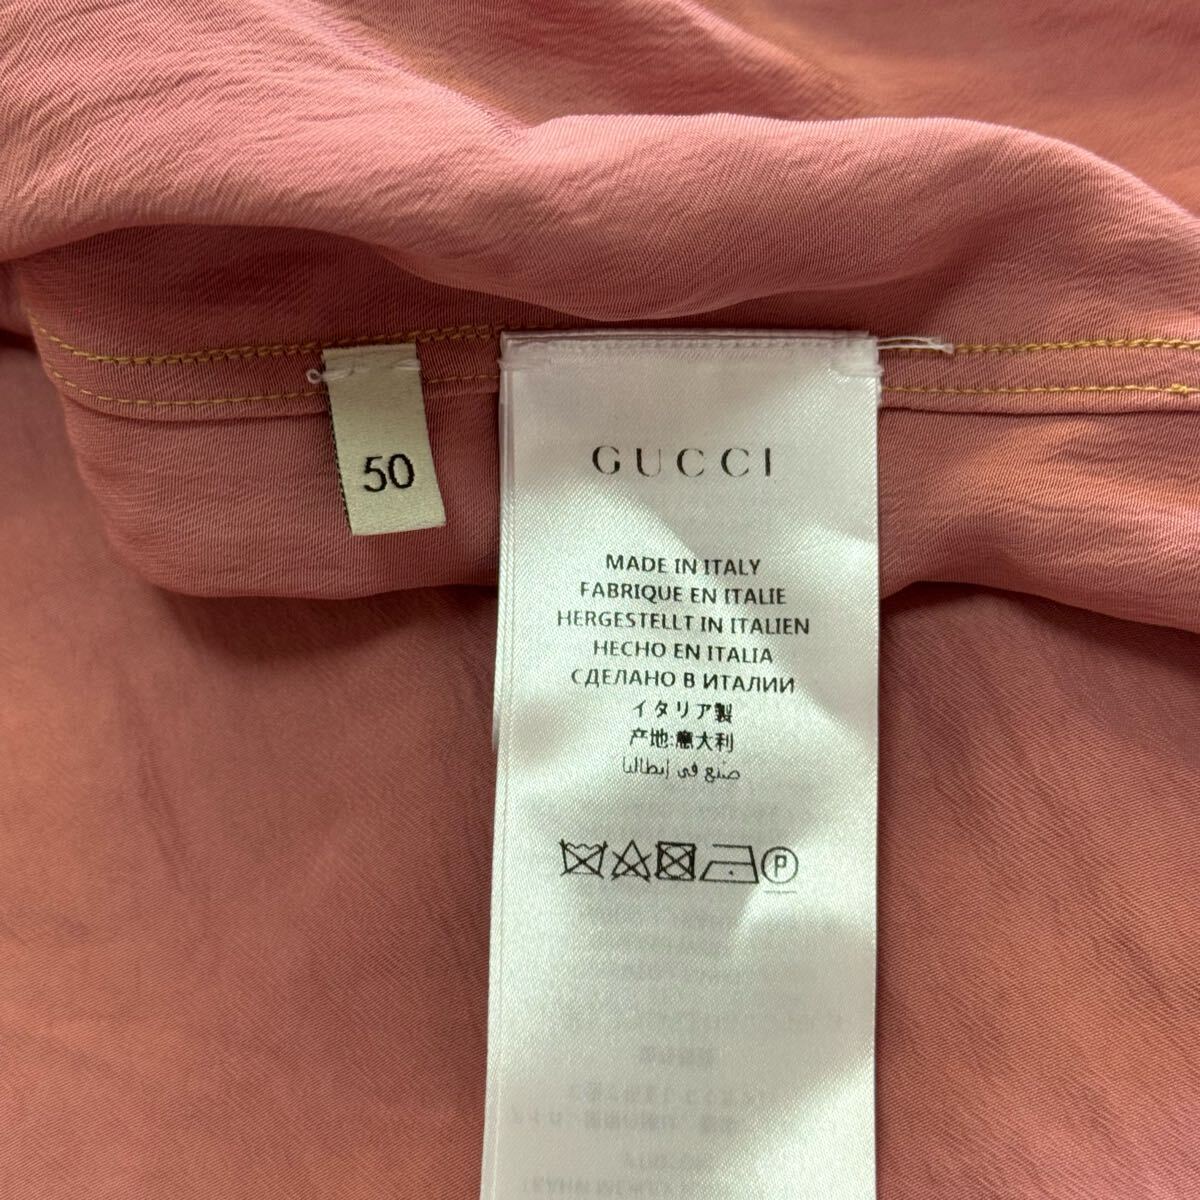 50
GUCCI
MADE IN ITALY
FABRIQUE EN ITALIE
HERGESTELLT IN ITALIEN
HECHO EN ITALIA
СДЕЛАНО В ИТАЛИИ
イタリア製
产地:意大利
صنع في إيطاليا
P